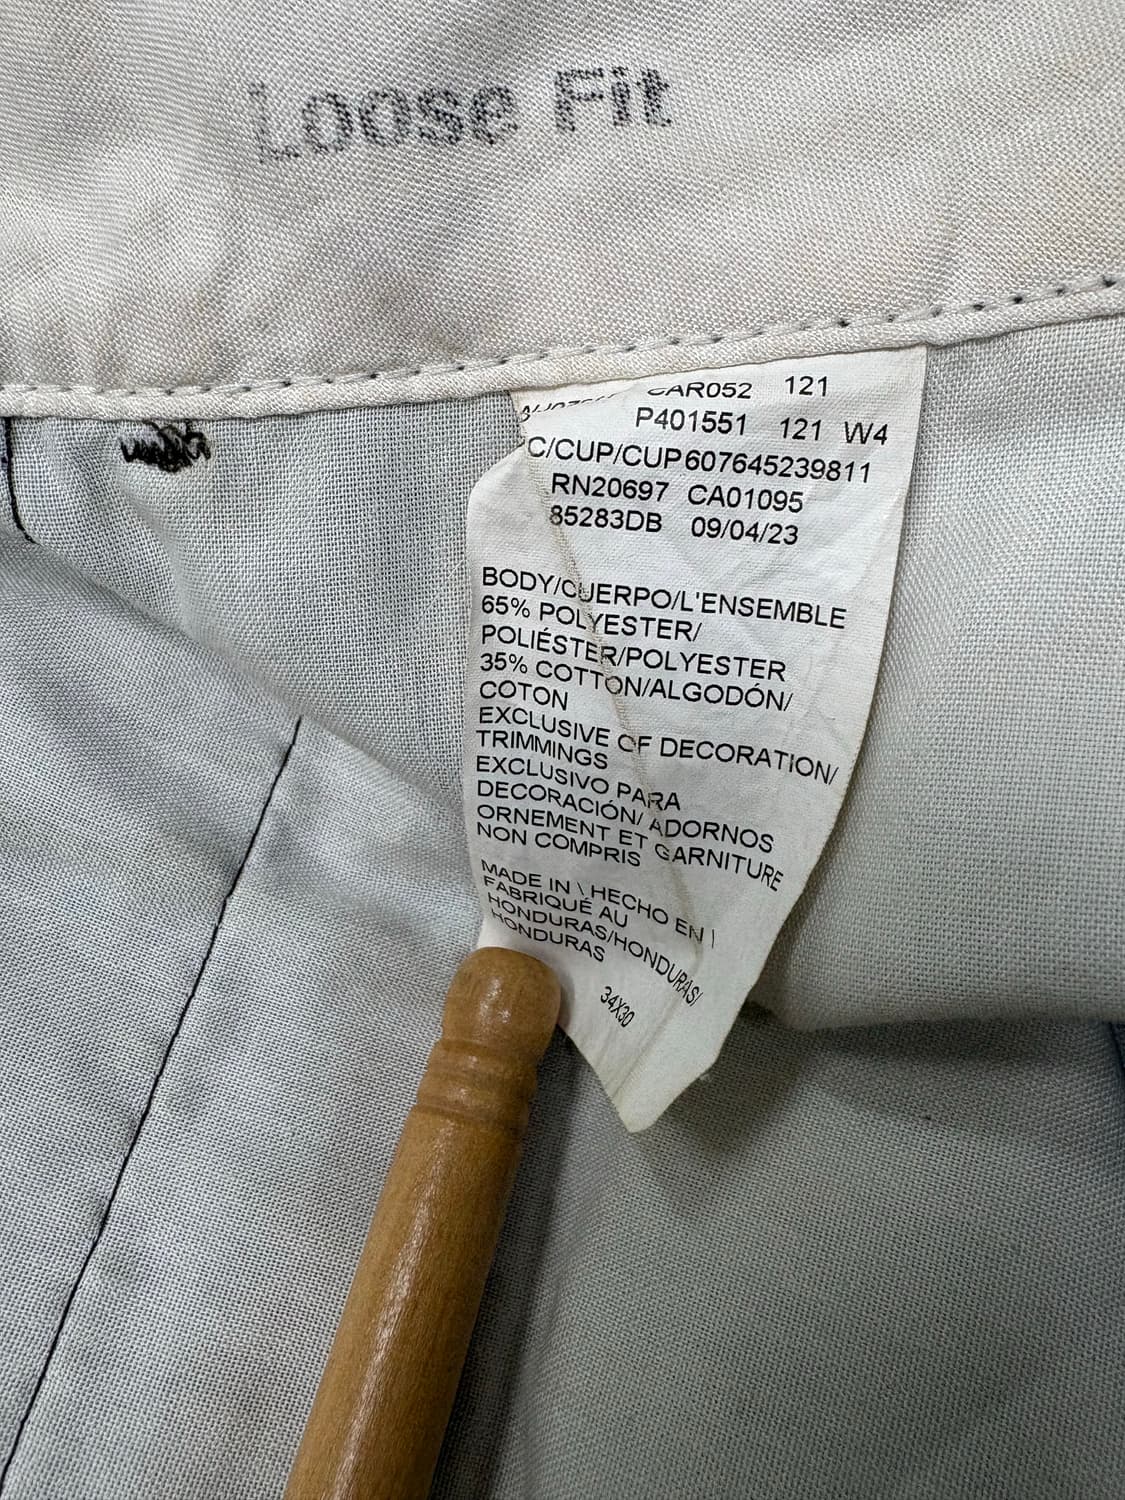 Loose Fit
CAR052 121
P401551 121 W4
C/CUP/CUP607645239811
RN20697 CA01095
85283DB 09/04/23
BODY/CUERPO/L'ENSEMBLE
65% POLYESTER/
POLIÉSTER/POLYESTER
35% COTTON/ALGODÓN/
COTON
EXCLUSIVE OF DECORATION/
TRIMMINGS
EXCLUSIVO PARA
DECORACIÓN/ ADORNOS
ORNEMENT ET GARNITURE
NON COMPRIS
MADE IN \ HECHO EN \
FABRIQUÉ AU
HONDURAS/HONDURAS/
HONDURAS
34X30